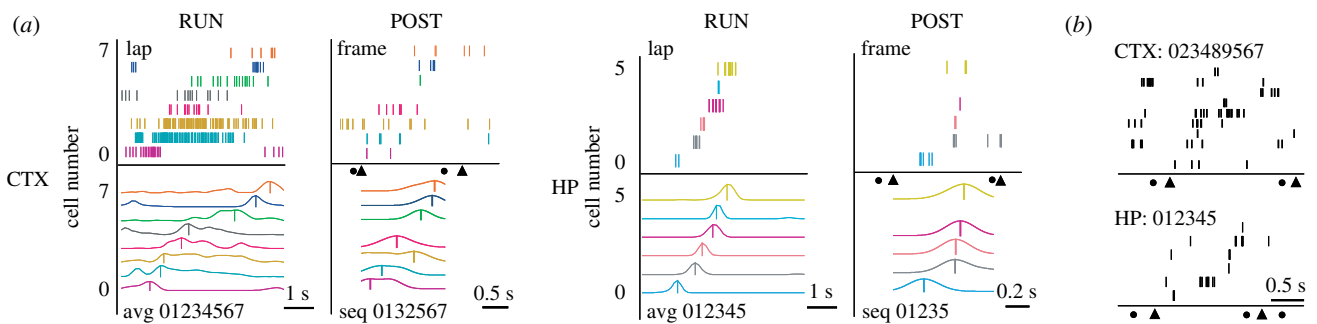 (a)
RUN
POST
RUN
POST
(b)
7
lap
frame
5
lap
frame
CTX: 023489567
0
0
CTX
cell number
HP
cell number
7
5
HP: 012345
0
0
1 s
0.5 s
1 s
0.2 s
0.5 s
avg 01234567
seq 0132567
avg 012345
seq 01235